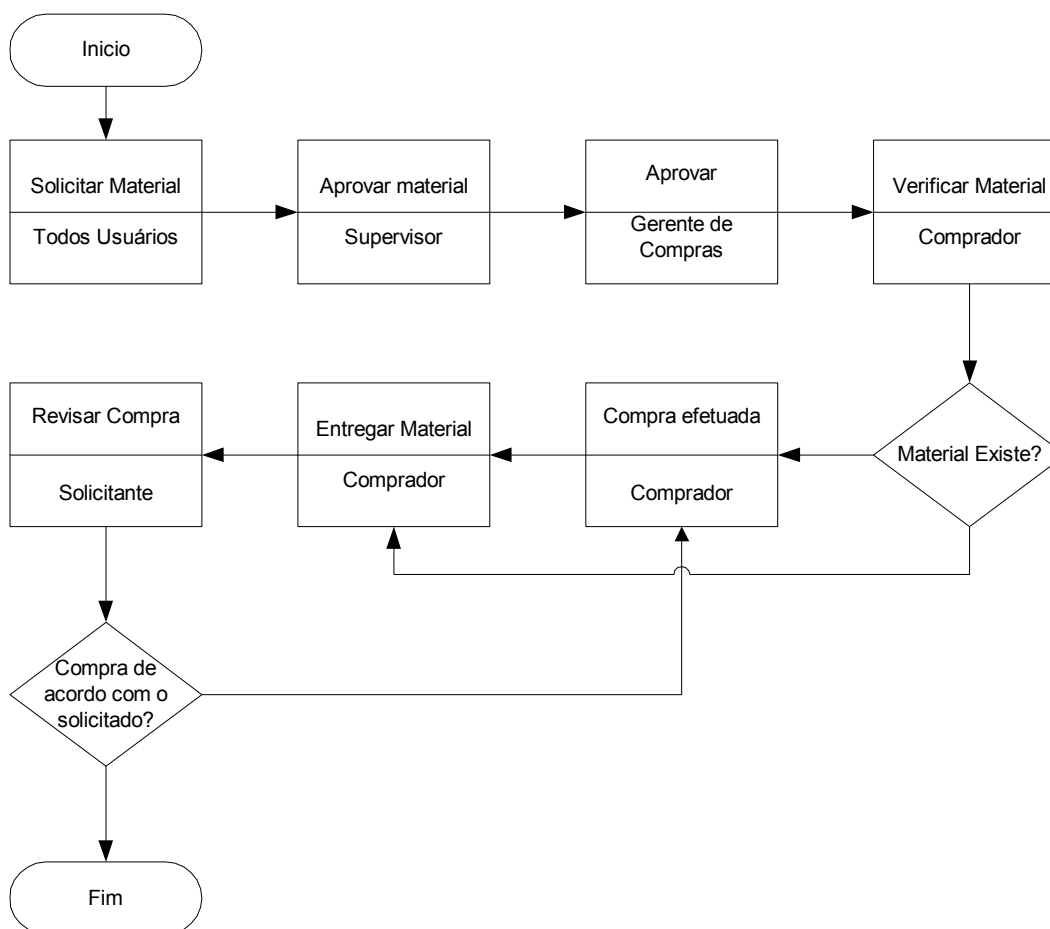 Inicio
Solicitar Material
Todos Usuários
Aprovar material
Supervisor
Aprovar
Gerente de
Compras
Verificar Material
Comprador
Material Existe?
Compra efetuada
Comprador
Entregar Material
Comprador
Revisar Compra
Solicitante
Compra de
acordo com o
solicitado?
Fim